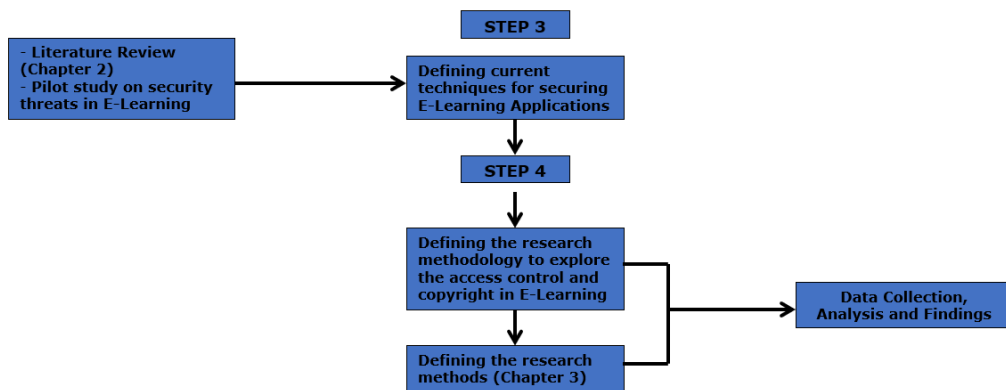 STEP 3
- Literature Review
(Chapter 2)
- Pilot study on security
threats in E-Learning
Defining current
techniques for securing
E-Learning Applications
STEP 4
Defining the research
methodology to explore
the access control and
copyright in E-Learning
Data Collection,
Analysis and Findings
Defining the research
methods (Chapter 3)